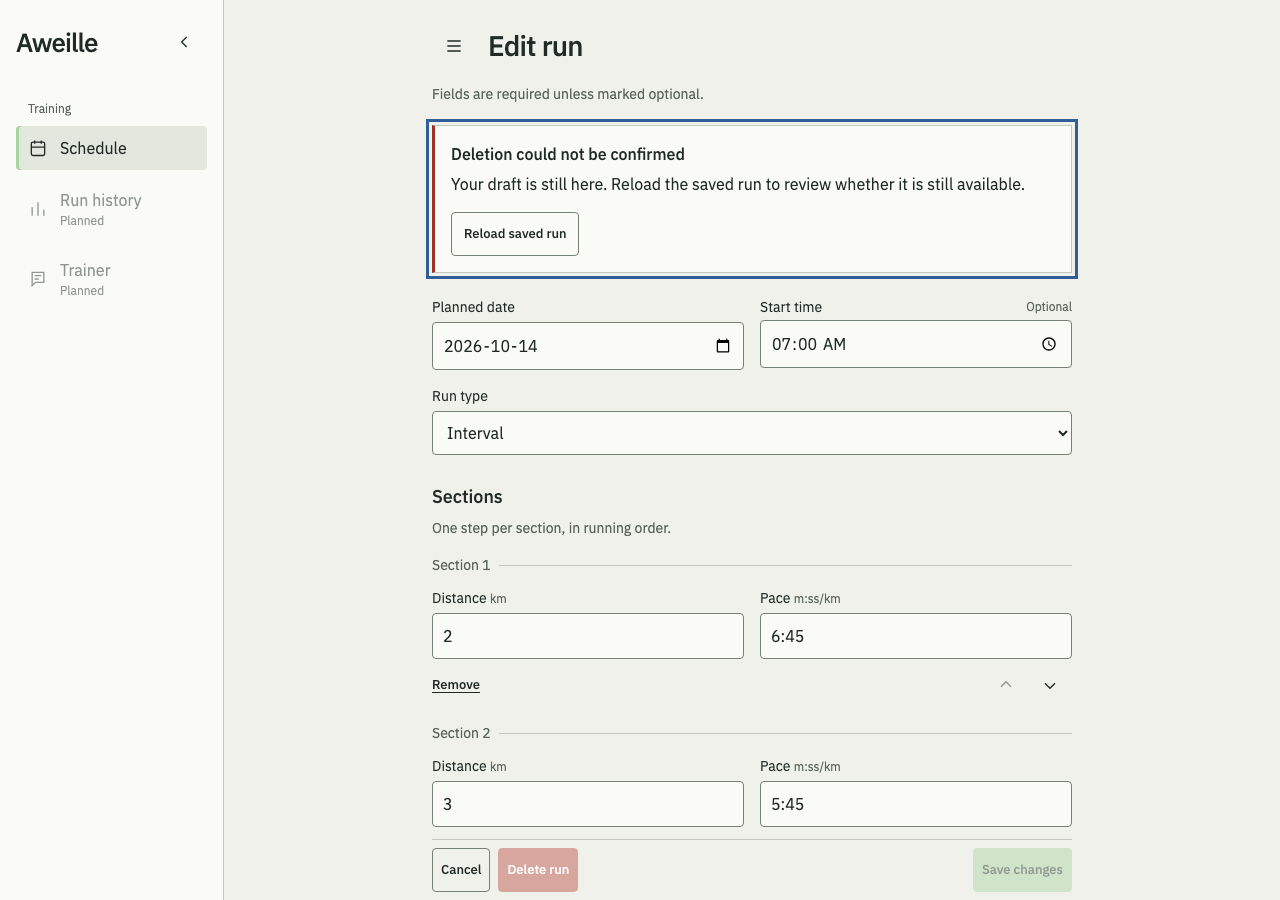 Aweille
Training
Schedule
Run history
Planned
Trainer
Planned
Edit run
Fields are required unless marked optional.
Deletion could not be confirmed
Your draft is still here. Reload the saved run to review whether it is still available.
Reload saved run
Planned date
Start time Optional
2026-10-14
07:00 AM
Run type
Interval
Sections
One step per section, in running order.
Section 1
Distance km
Pace m:ss/km
2
6:45
Remove
Section 2
Distance km
Pace m:ss/km
3
5:45
Cancel
Delete run
Save changes